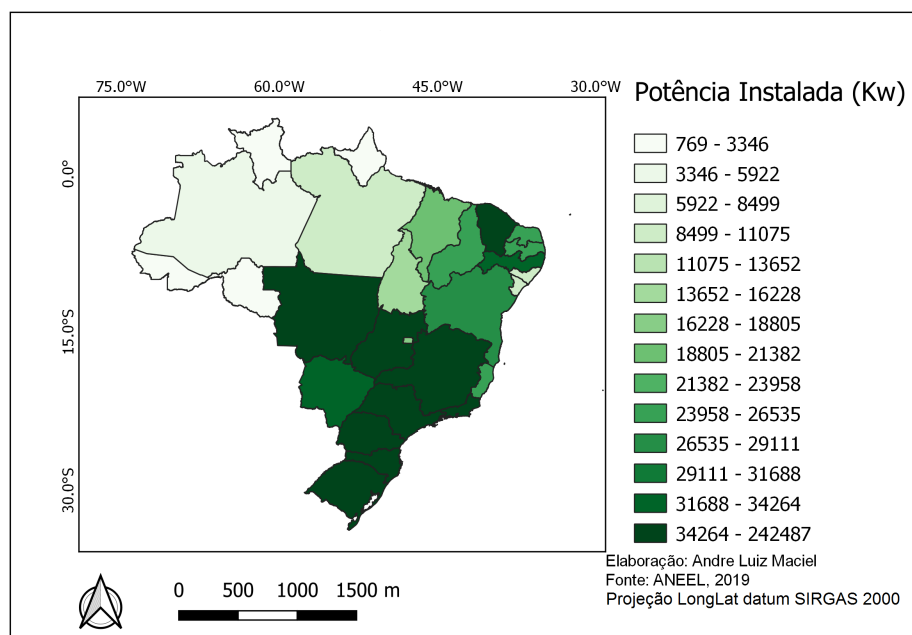 75.0°W 60.0°W 45.0°W 30.0°W
0.0°
15.0°S
30.0°S
Potência Instalada (Kw)
769 - 3346
3346 - 5922
5922 - 8499
8499 - 11075
11075 - 13652
13652 - 16228
16228 - 18805
18805 - 21382
21382 - 23958
23958 - 26535
26535 - 29111
29111 - 31688
31688 - 34264
34264 - 242487
Elaboração: Andre Luiz Maciel
Fonte: ANEEL, 2019
Projeção LongLat datum SIRGAS 2000
0 500 1000 1500 m